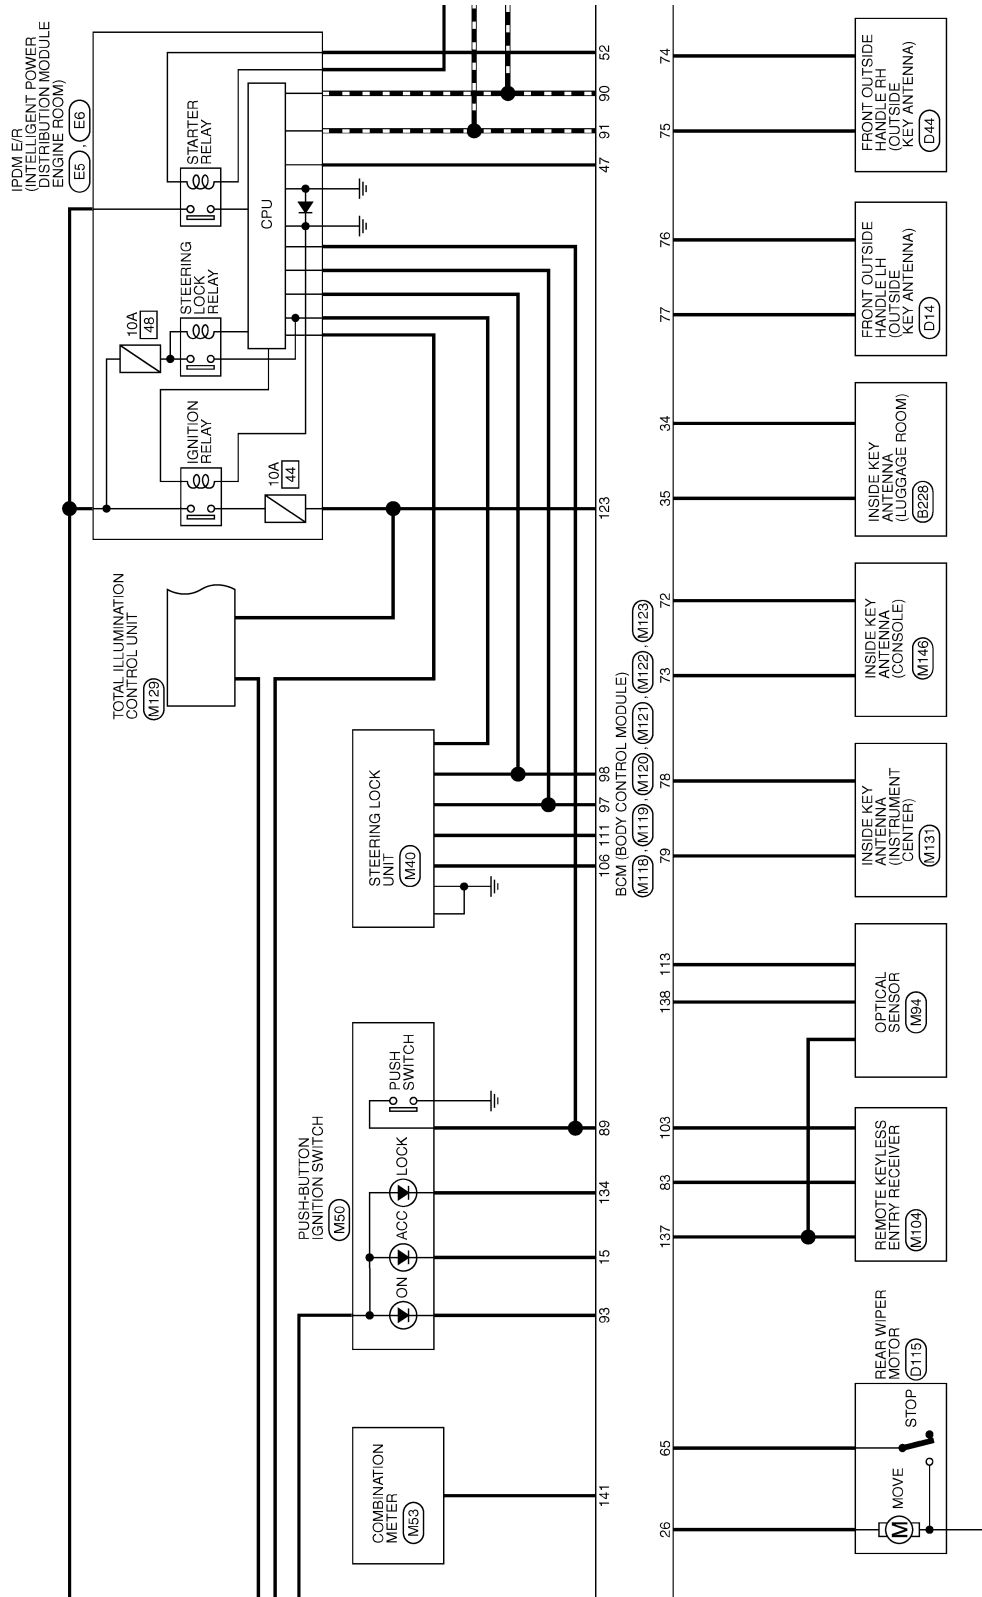 IPDM E/R
(INTELLIGENT POWER
DISTRIBUTION MODULE
ENGINE ROOM)
E5 , E6
STARTER
RELAY
CPU
STEERING
LOCK
RELAY
10A
48
IGNITION
RELAY
10A
44
TOTAL ILLUMINATION
CONTROL UNIT
M129
STEERING LOCK
UNIT
M40
PUSH-BUTTON
IGNITION SWITCH
M50
PUSH
SWITCH
LOCK
ACC
ON
COMBINATION
METER
M53
52
90
91
47
123
98
97
111
106
89
134
15
93
141
BCM (BODY CONTROL MODULE)
M118 , M119 , M120 , M121 , M122 , M123
74
75
76
77
34
35
72
73
78
79
113
138
103
83
137
65
26
FRONT OUTSIDE
HANDLE RH
(OUTSIDE
KEY ANTENNA)
D44
FRONT OUTSIDE
HANDLE LH
(OUTSIDE
KEY ANTENNA)
D14
INSIDE KEY
ANTENNA
(LUGGAGE ROOM)
B228
INSIDE KEY
ANTENNA
(CONSOLE)
M146
INSIDE KEY
ANTENNA
(INSTRUMENT
CENTER)
M131
OPTICAL
SENSOR
M94
REMOTE KEYLESS
ENTRY RECEIVER
M104
REAR WIPER
MOTOR
D115
STOP
MOVE
M